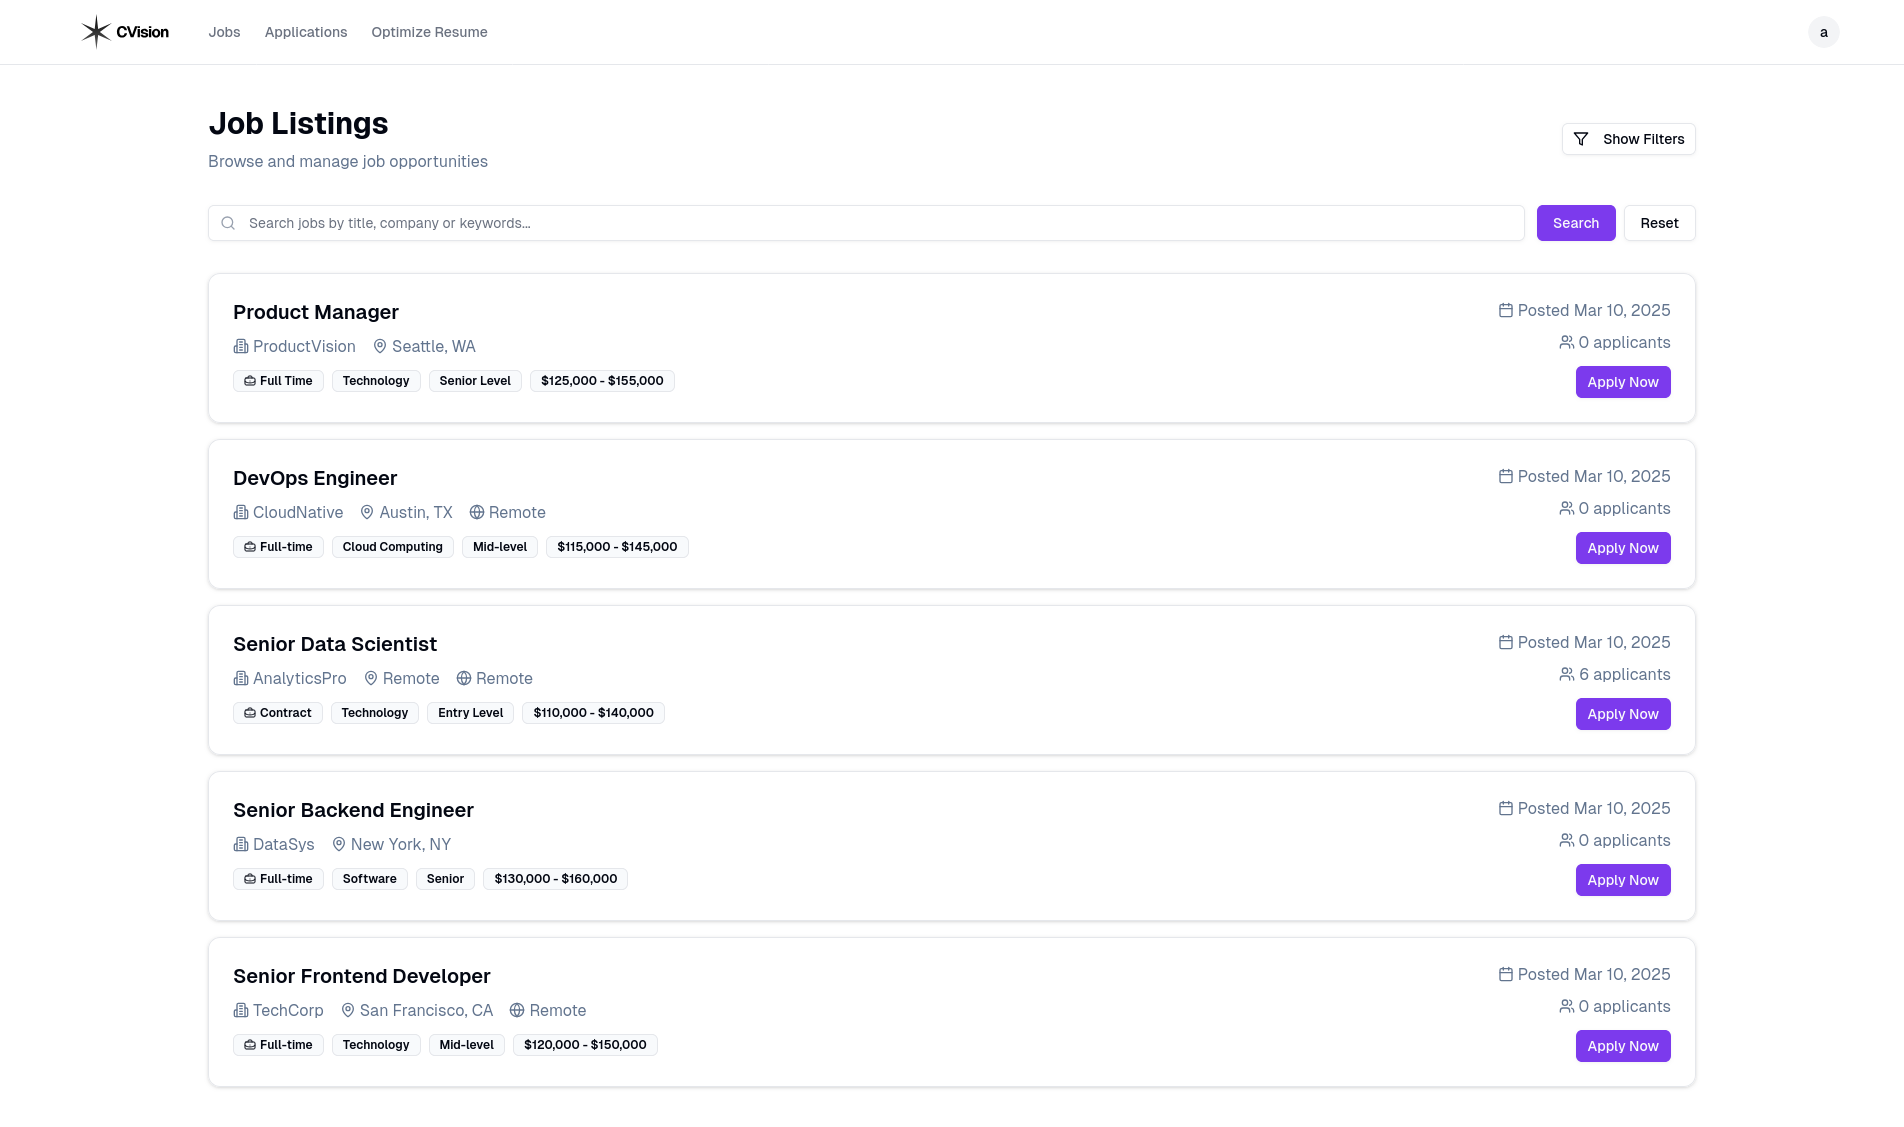 CVision Jobs Applications Optimize Resume a
Job Listings
Browse and manage job opportunities
Show Filters
Search jobs by title, company or keywords... Search Reset
Product Manager
Posted Mar 10, 2025
ProductVision Seattle, WA
0 applicants
Full Time Technology Senior Level $125,000 - $155,000
Apply Now
DevOps Engineer
Posted Mar 10, 2025
CloudNative Austin, TX Remote
0 applicants
Full-time Cloud Computing Mid-level $115,000 - $145,000
Apply Now
Senior Data Scientist
Posted Mar 10, 2025
AnalyticsPro Remote Remote
6 applicants
Contract Technology Entry Level $110,000 - $140,000
Apply Now
Senior Backend Engineer
Posted Mar 10, 2025
DataSys New York, NY
0 applicants
Full-time Software Senior $130,000 - $160,000
Apply Now
Senior Frontend Developer
Posted Mar 10, 2025
TechCorp San Francisco, CA Remote
0 applicants
Full-time Technology Mid-level $120,000 - $150,000
Apply Now